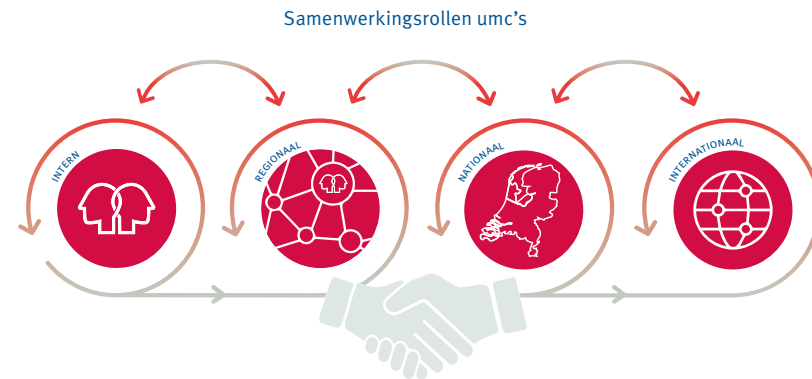 Samenwerkingsrollen umc's
INTERN
REGIONAAL
NATIONAAL
INTERNATIONAAL